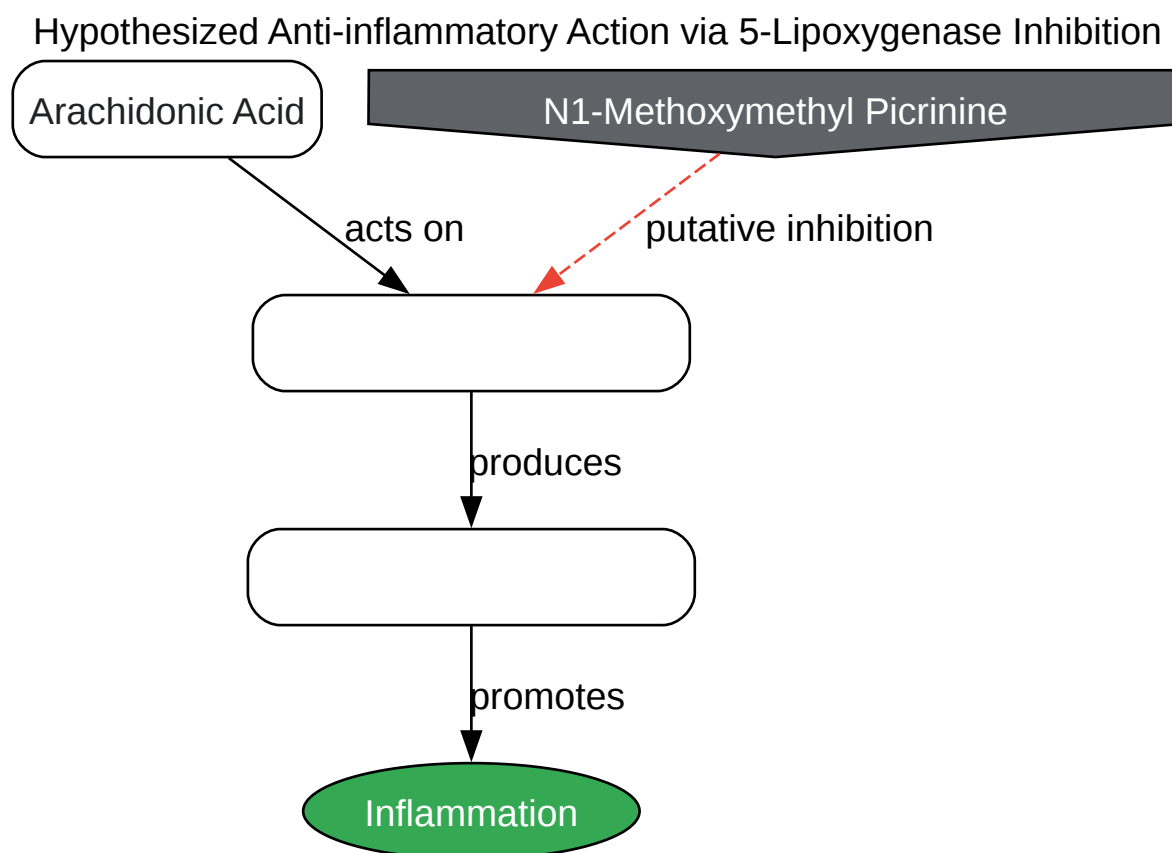 Hypothesized Anti-inflammatory Action via 5-Lipoxygenase Inhibition
Arachidonic Acid
N1-Methoxymethyl Picrinine
acts on
putative inhibition
produces
promotes
Inflammation